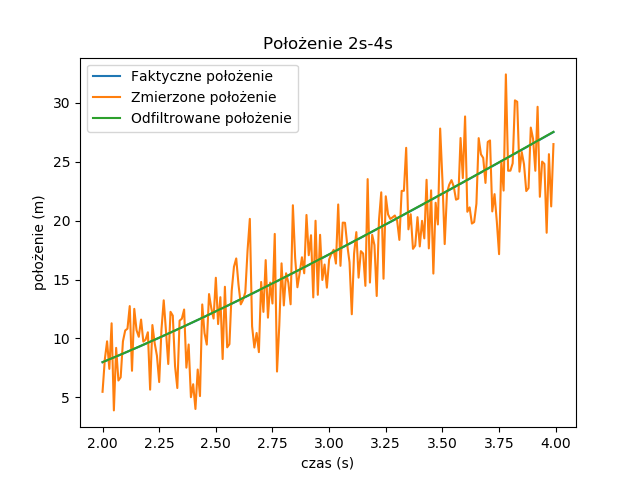 Położenie 2s-4s
Faktyczne położenie
Zmierzone położenie
Odfiltrowane położenie
położenie (m)
30
25
20
15
10
5
2.00 2.25 2.50 2.75 3.00 3.25 3.50 3.75 4.00
czas (s)